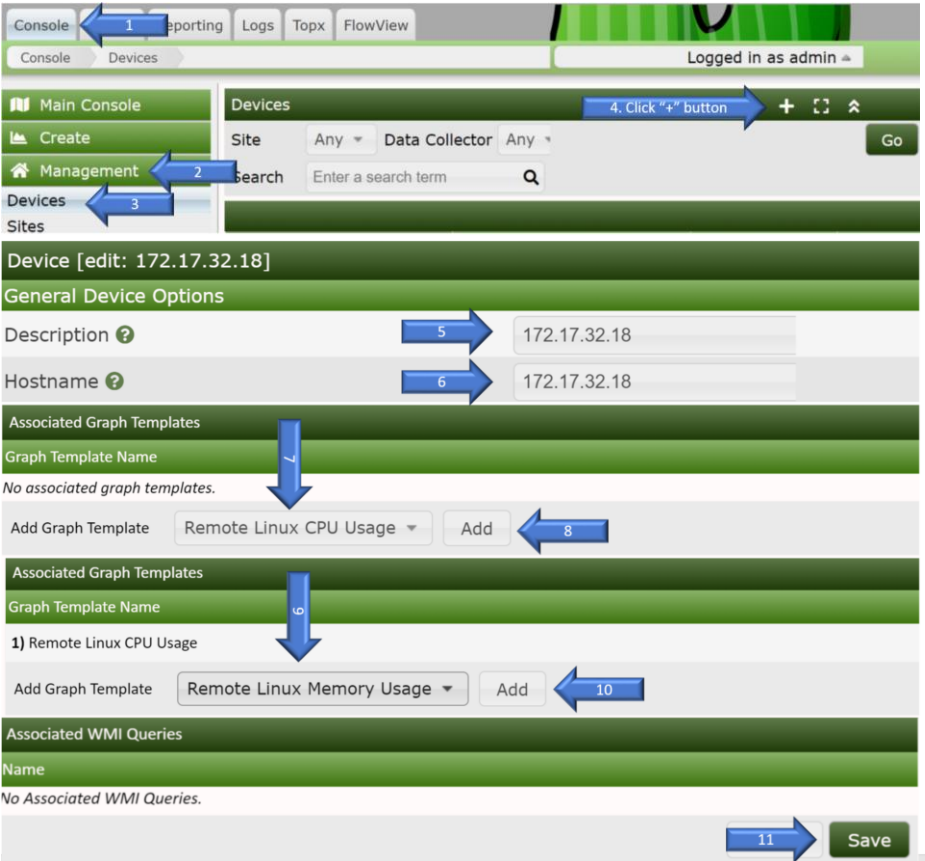 Console 1 eporting Logs Topx FlowView
Console Devices Logged in as admin
Main Console Devices 4. Click "+" button
Create Site Any Data Collector Any Go
Management 2 Search Enter a search term
Devices 3
Sites
Device [edit: 172.17.32.18]
General Device Options
Description ? 5 172.17.32.18
Hostname ? 6 172.17.32.18
Associated Graph Templates
Graph Template Name 7
No associated graph templates.
Add Graph Template Remote Linux CPU Usage Add 8
Associated Graph Templates
Graph Template Name 9
1) Remote Linux CPU Usage
Add Graph Template Remote Linux Memory Usage Add 10
Associated WMI Queries
Name
No Associated WMI Queries.
11 Save